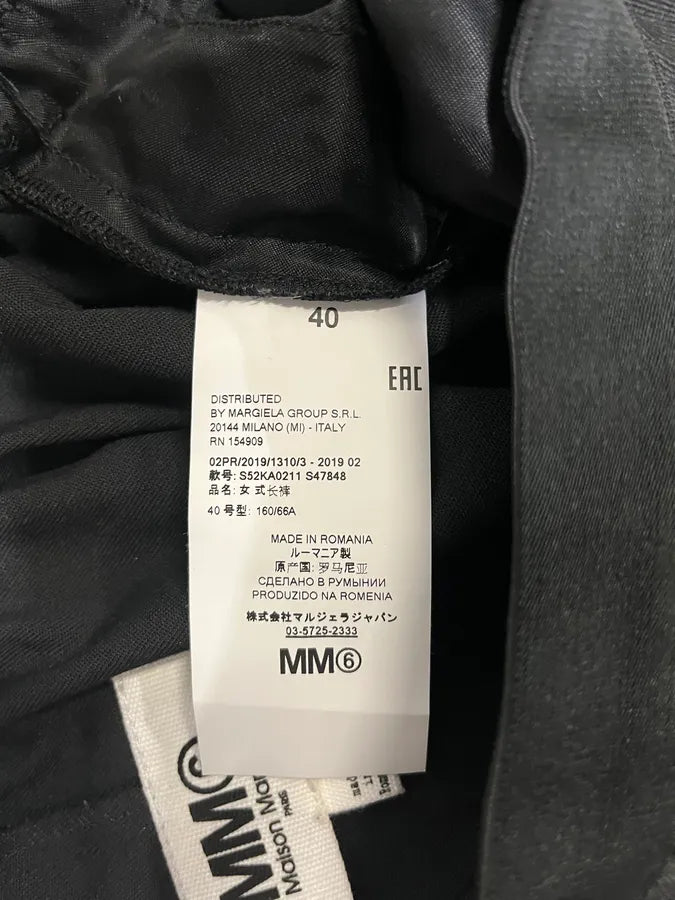 40
EAC
DISTRIBUTED
BY MARGIELA GROUP S.R.L.
20144 MILANO (MI) - ITALY
RN 154909
02PR/2019/1310/3 - 2019 02
款号: S52KA0211 S47848
品名: 女 式长裤
40 号型: 160/66A
MADE IN ROMANIA
ルーマニア製
原产国: 罗马尼亚
СДЕЛАНО В РУМЫНИИ
PRODUZIDO NA ROMENIA
株式会社マルジェラジャパン
03-5725-2333
MM⑥
MM
Maison Mar
PARIS